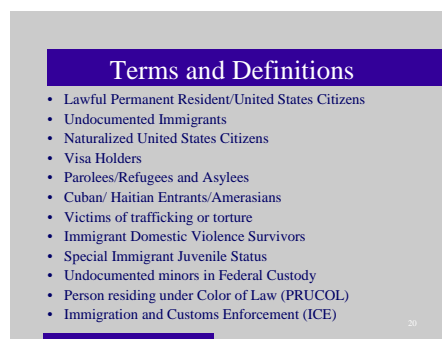 Terms and Definitions
• Lawful Permanent Resident/United States Citizens
• Undocumented Immigrants
• Naturalized United States Citizens
• Visa Holders
• Parolees/Refugees and Asylees
• Cuban/ Haitian Entrants/Amerasians
• Victims of trafficking or torture
• Immigrant Domestic Violence Survivors
• Special Immigrant Juvenile Status
• Undocumented minors in Federal Custody
• Person residing under Color of Law (PRUCOL)
• Immigration and Customs Enforcement (ICE)
20